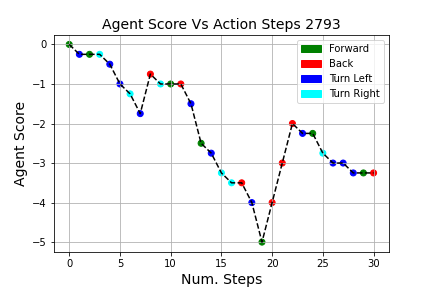 Agent Score Vs Action Steps 2793
Forward
Back
Turn Left
Turn Right
Agent Score
0
−1
−2
−3
−4
−5
0 5 10 15 20 25 30
Num. Steps